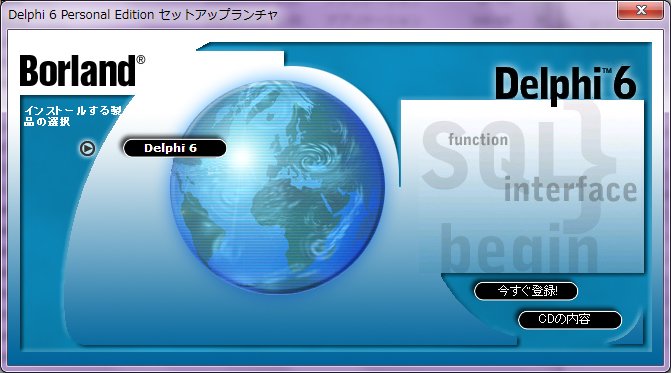 Delphi 6 Personal Edition セットアップランチャ
Borland®
Delphi™ 6
インストールする製
品の選択
Delphi 6
SQL}
function
interface
begin
今すぐ登録!
CDの内容